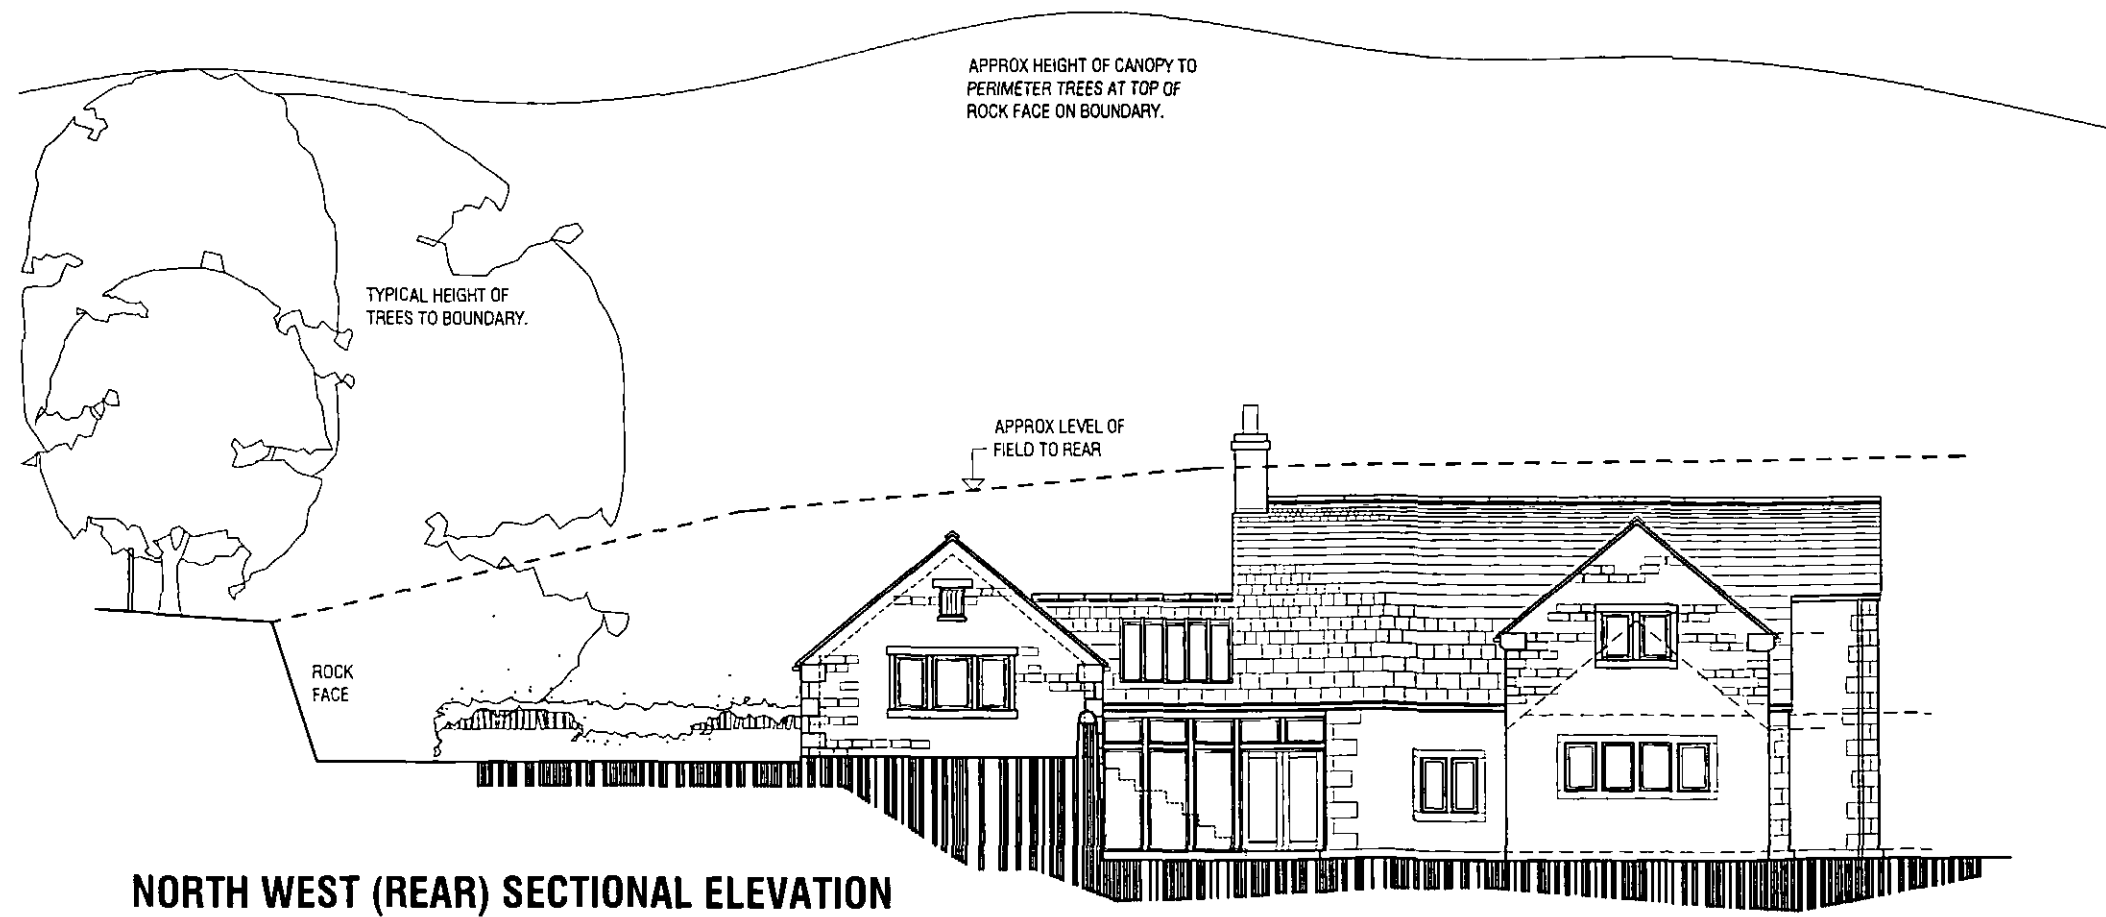 APPROX HEIGHT OF CANOPY TO
PERIMETER TREES AT TOP OF
ROCK FACE ON BOUNDARY.
TYPICAL HEIGHT OF
TREES TO BOUNDARY.
APPROX LEVEL OF
FIELD TO REAR
ROCK
FACE
NORTH WEST (REAR) SECTIONAL ELEVATION